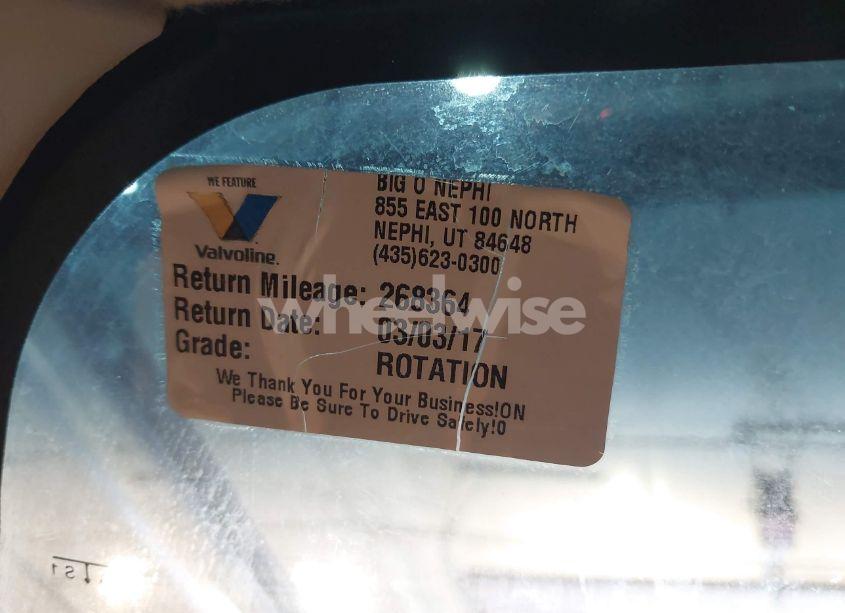 WE FEATURE
Valvoline.
BIG O NEPHI
855 EAST 100 NORTH
NEPHI, UT 84648
(435)623-0300
Return Mileage: 268364
Return Date: 03/03/17
Grade: ROTATION
We Thank You For Your Business!ON
Please Be Sure To Drive Safely!0
wheelwise